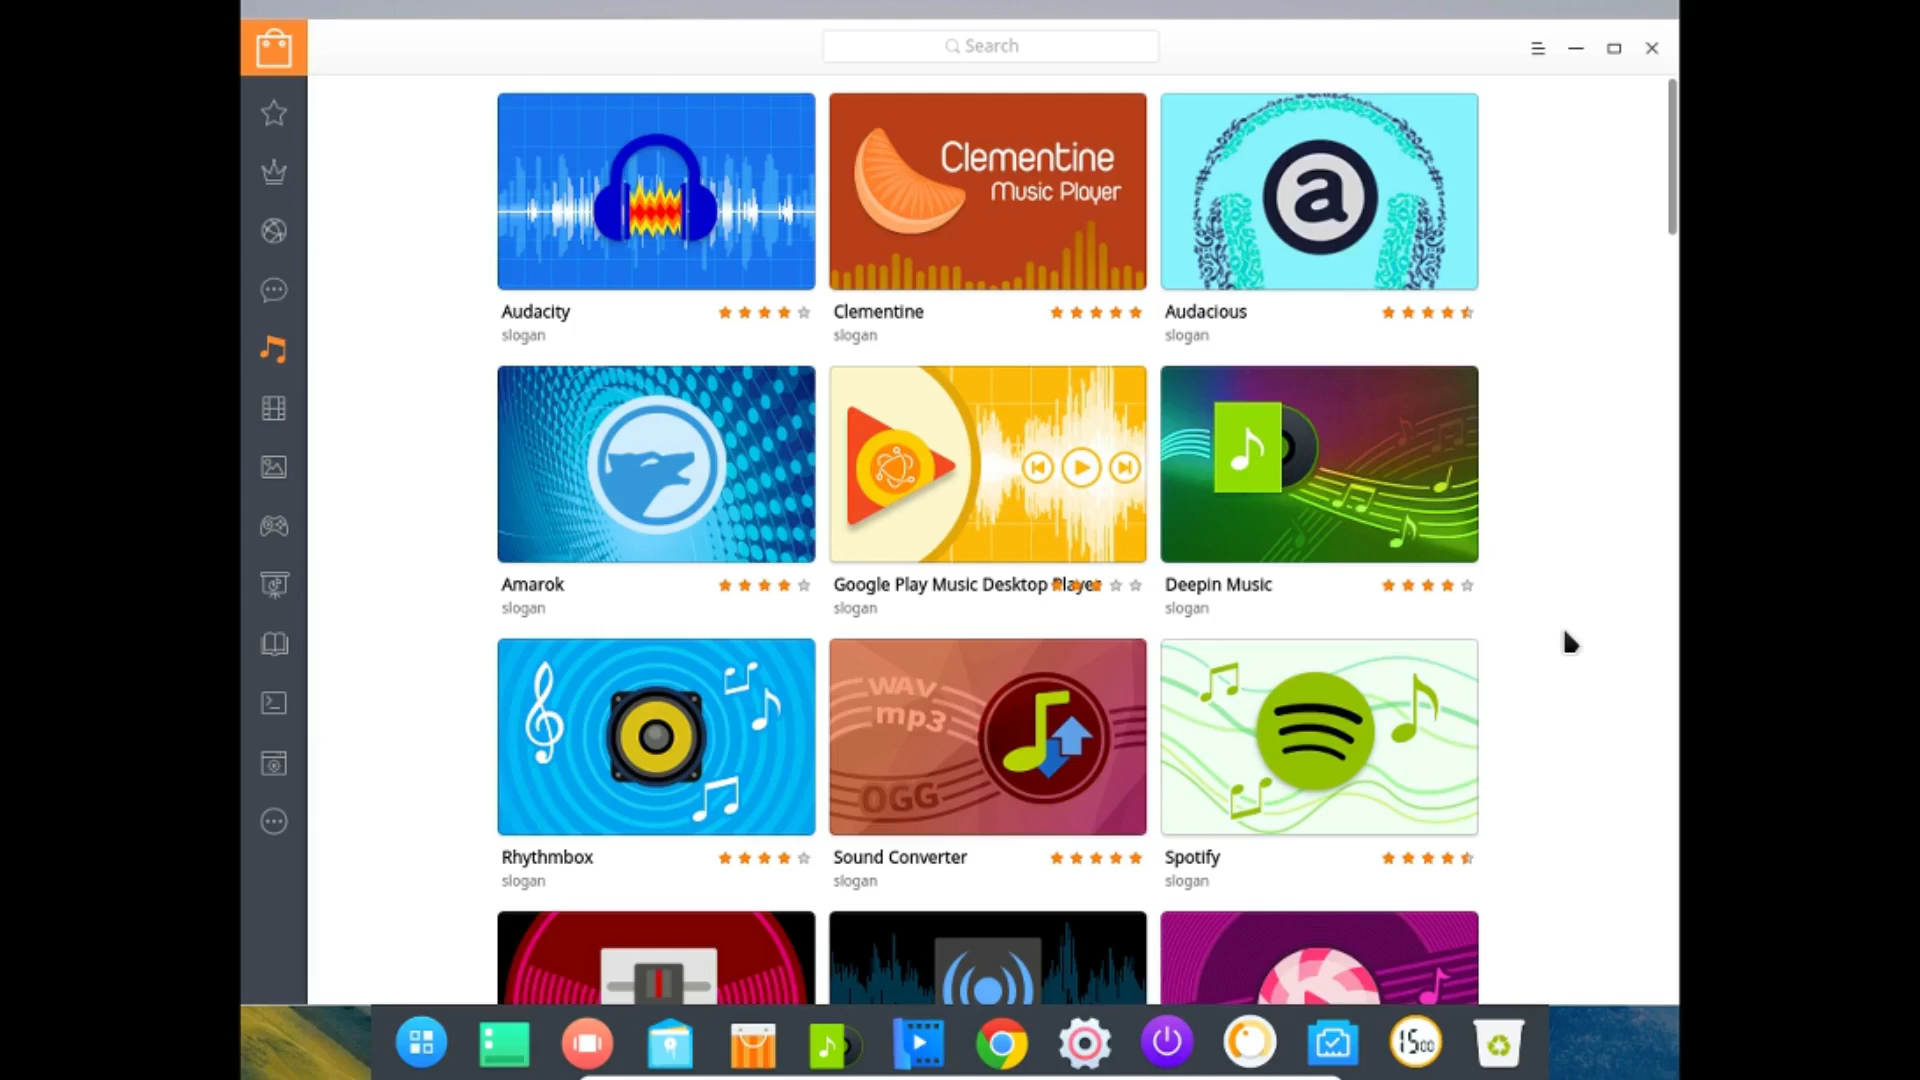 Search
Clementine
Music Player
a
Audacity
slogan
Clementine
slogan
Audacious
slogan
Amarok
slogan
Google Play Music Desktop Player
slogan
Deepin Music
slogan
WAV
mp3
OGG
Rhythmbox
slogan
Sound Converter
slogan
Spotify
slogan
1500